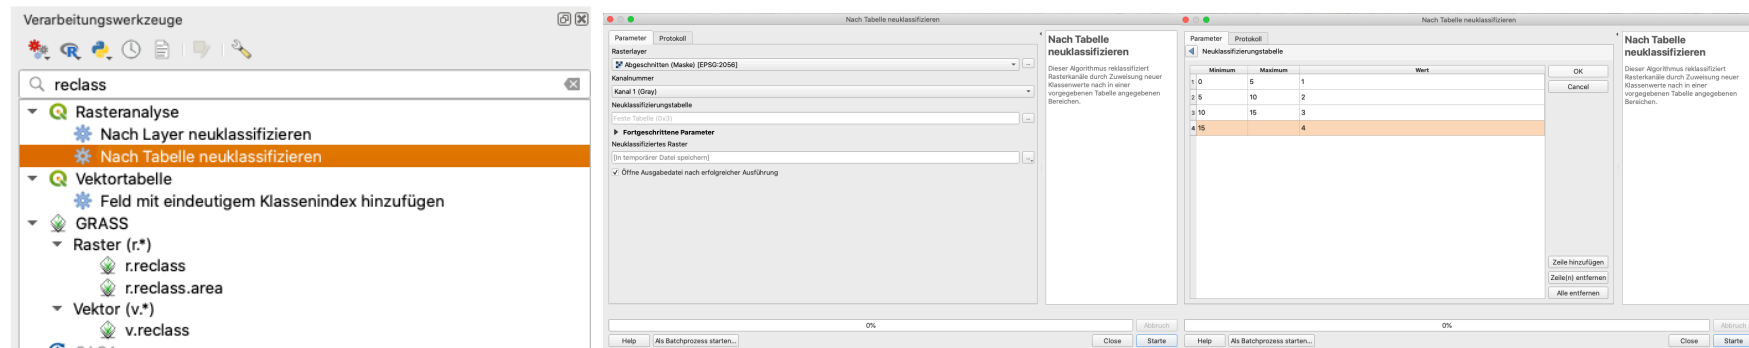 Verarbeitungswerkzeuge
reclass
Rasteranalyse
Nach Layer neuklassifizieren
Nach Tabelle neuklassifizieren
Vektortabelle
Feld mit eindeutigem Klassenindex hinzufügen
GRASS
Raster (r.*)
r.reclass
r.reclass.area
Vektor (v.*)
v.reclass
Nach Tabelle neuklassifizieren
Parameter Protokoll
Rasterlayer
Abgeschnitten (Maske) [EPSG:2056]
Kanalnummer
Kanal 1 (Gray)
Neuklassifizierungstabelle
Feste Tabelle (0x3)
Fortgeschrittene Parameter
Neuklassifiziertes Raster
[In temporärer Datei speichern]
Öffne Ausgabedatei nach erfolgreicher Ausführung
Nach Tabelle
neuklassifizieren
Dieser Algorithmus reklassifiziert
Rasterkanäle durch Zuweisung neuer
Klassenwerte nach in einer
vorgegebenen Tabelle angegebenen
Bereichen.
0% Abbruch
Help Als Batchprozess starten... Close Starte
Nach Tabelle neuklassifizieren
Parameter Protokoll
Neuklassifizierungstabelle
Minimum Maximum Wert
1 0 5 1
2 5 10 2
3 10 15 3
4 15 4
OK
Cancel
Zeile hinzufügen
Zeile(n) entfernen
Alle entfernen
Nach Tabelle
neuklassifizieren
Dieser Algorithmus reklassifiziert
Rasterkanäle durch Zuweisung neuer
Klassenwerte nach in einer
vorgegebenen Tabelle angegebenen
Bereichen.
0% Abbruch
Help Als Batchprozess starten... Close Starte